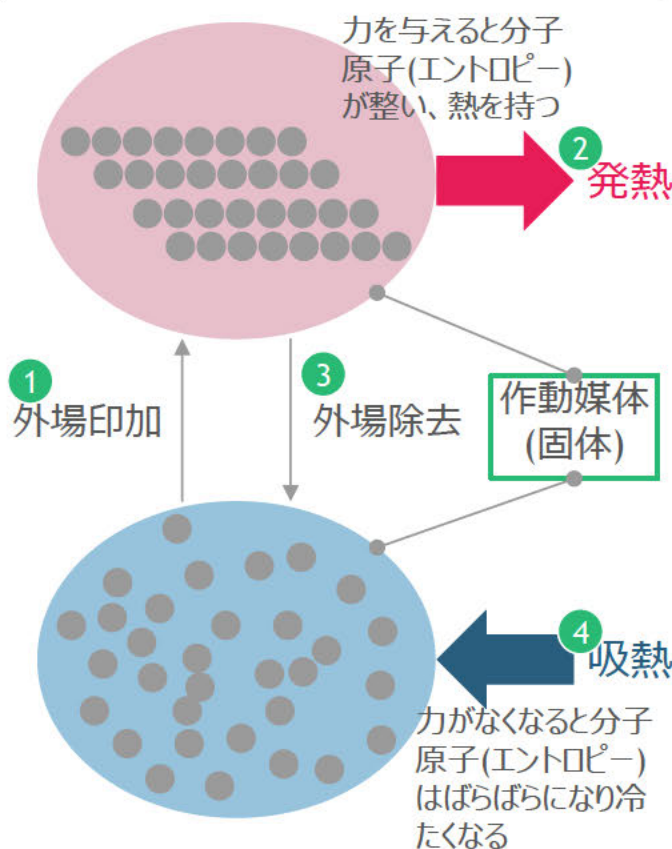 力を与えると分子
原子(エントロピー)
が整い、熱を持つ
2
発熱
1
外場印加
3
外場除去
作動媒体
(固体)
4
吸熱
力がなくなると分子
原子(エントロピー)
はばらばらになり冷
たくなる